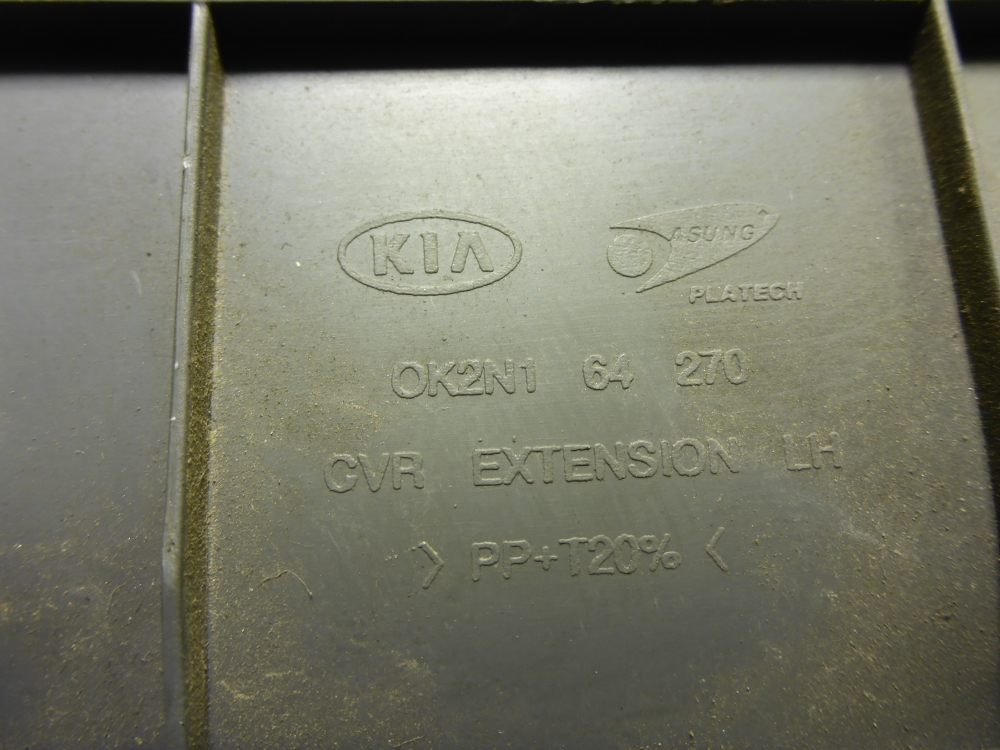 KIA
ASUNG
PLATECH
OK2N1 64 270
CVR EXTENSION LH
> PP+T20% <